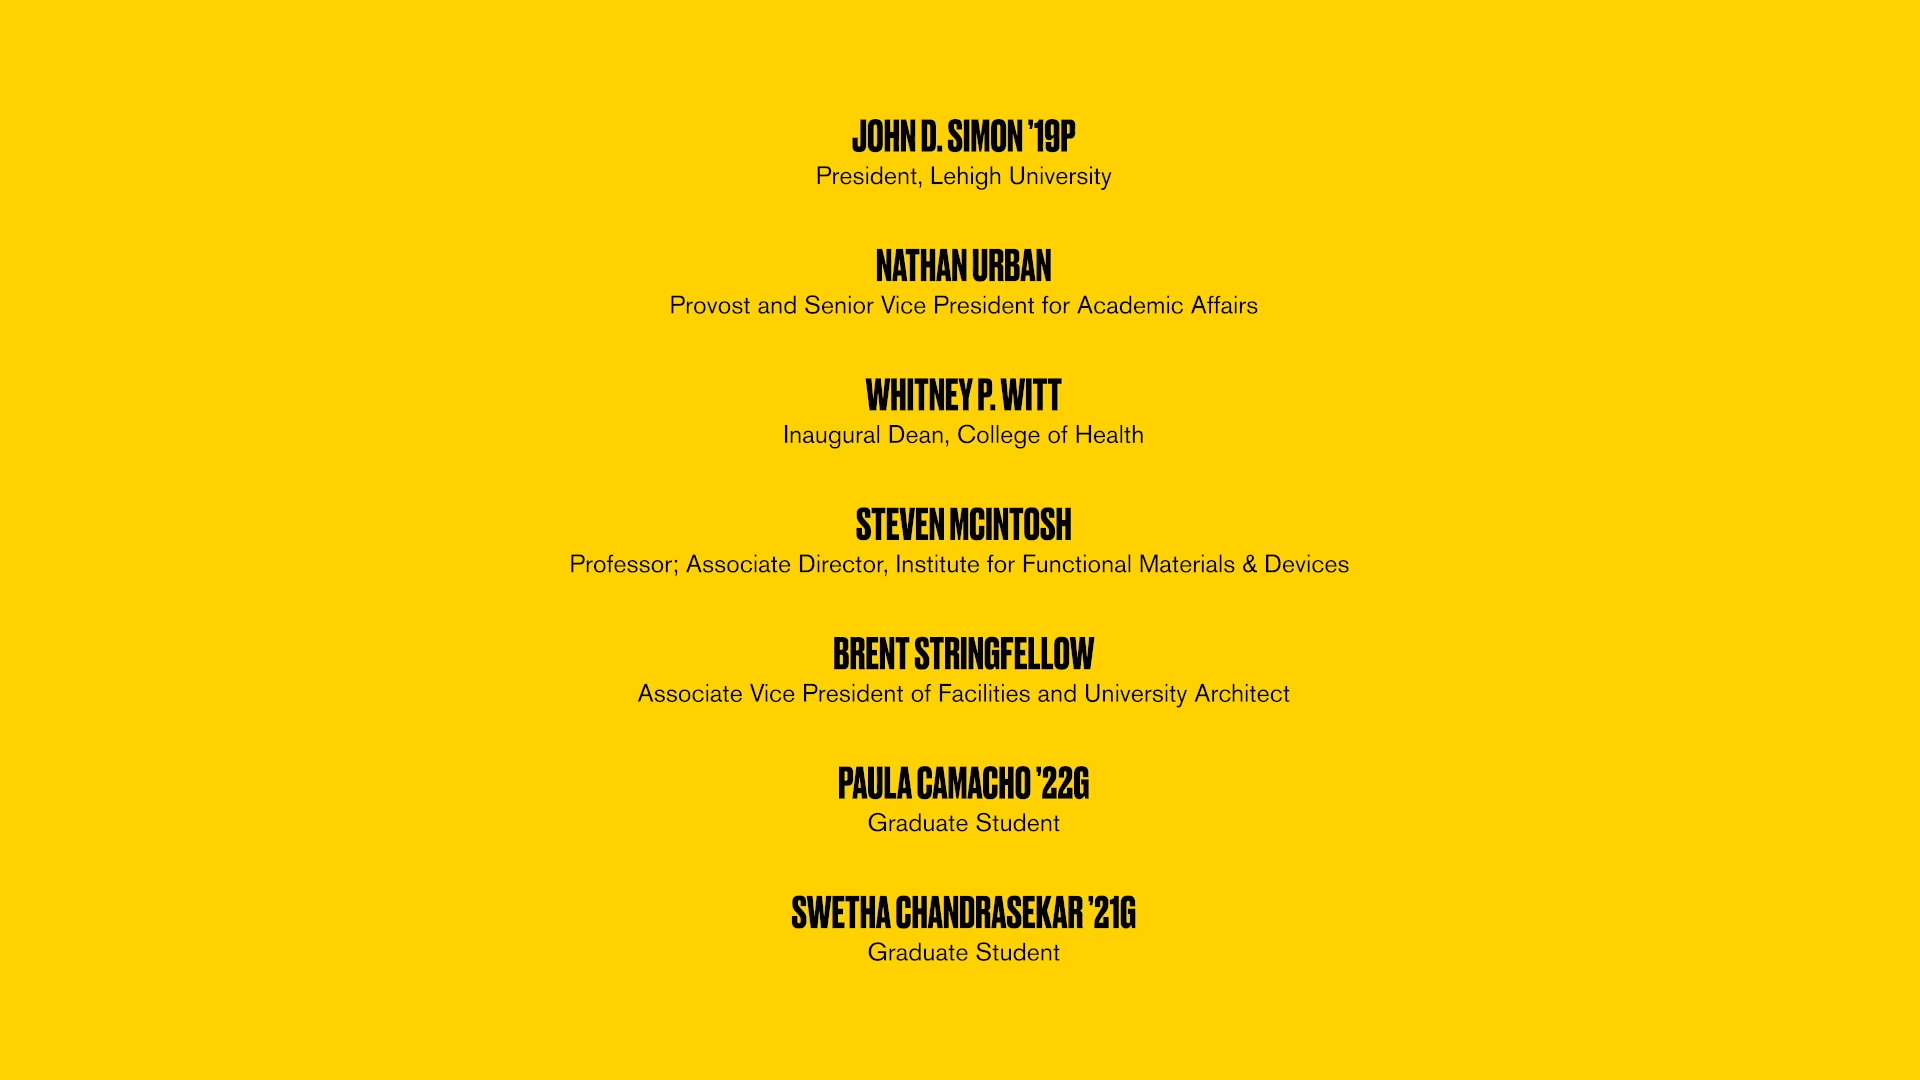 JOHN D. SIMON ’19P
President, Lehigh University
NATHAN URBAN
Provost and Senior Vice President for Academic Affairs
WHITNEY P. WITT
Inaugural Dean, College of Health
STEVEN MCINTOSH
Professor; Associate Director, Institute for Functional Materials & Devices
BRENT STRINGFELLOW
Associate Vice President of Facilities and University Architect
PAULA CAMACHO ’22G
Graduate Student
SWETHA CHANDRASEKAR ’21G
Graduate Student